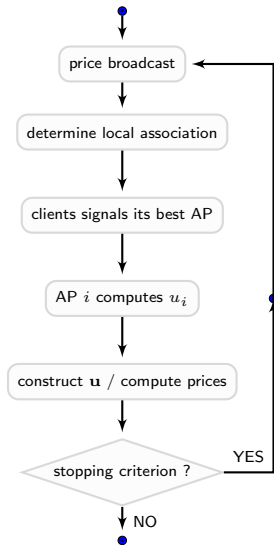 price broadcast
determine local association
clients signals its best AP
AP i computes u_i
construct u / compute prices
stopping criterion ?
YES
NO